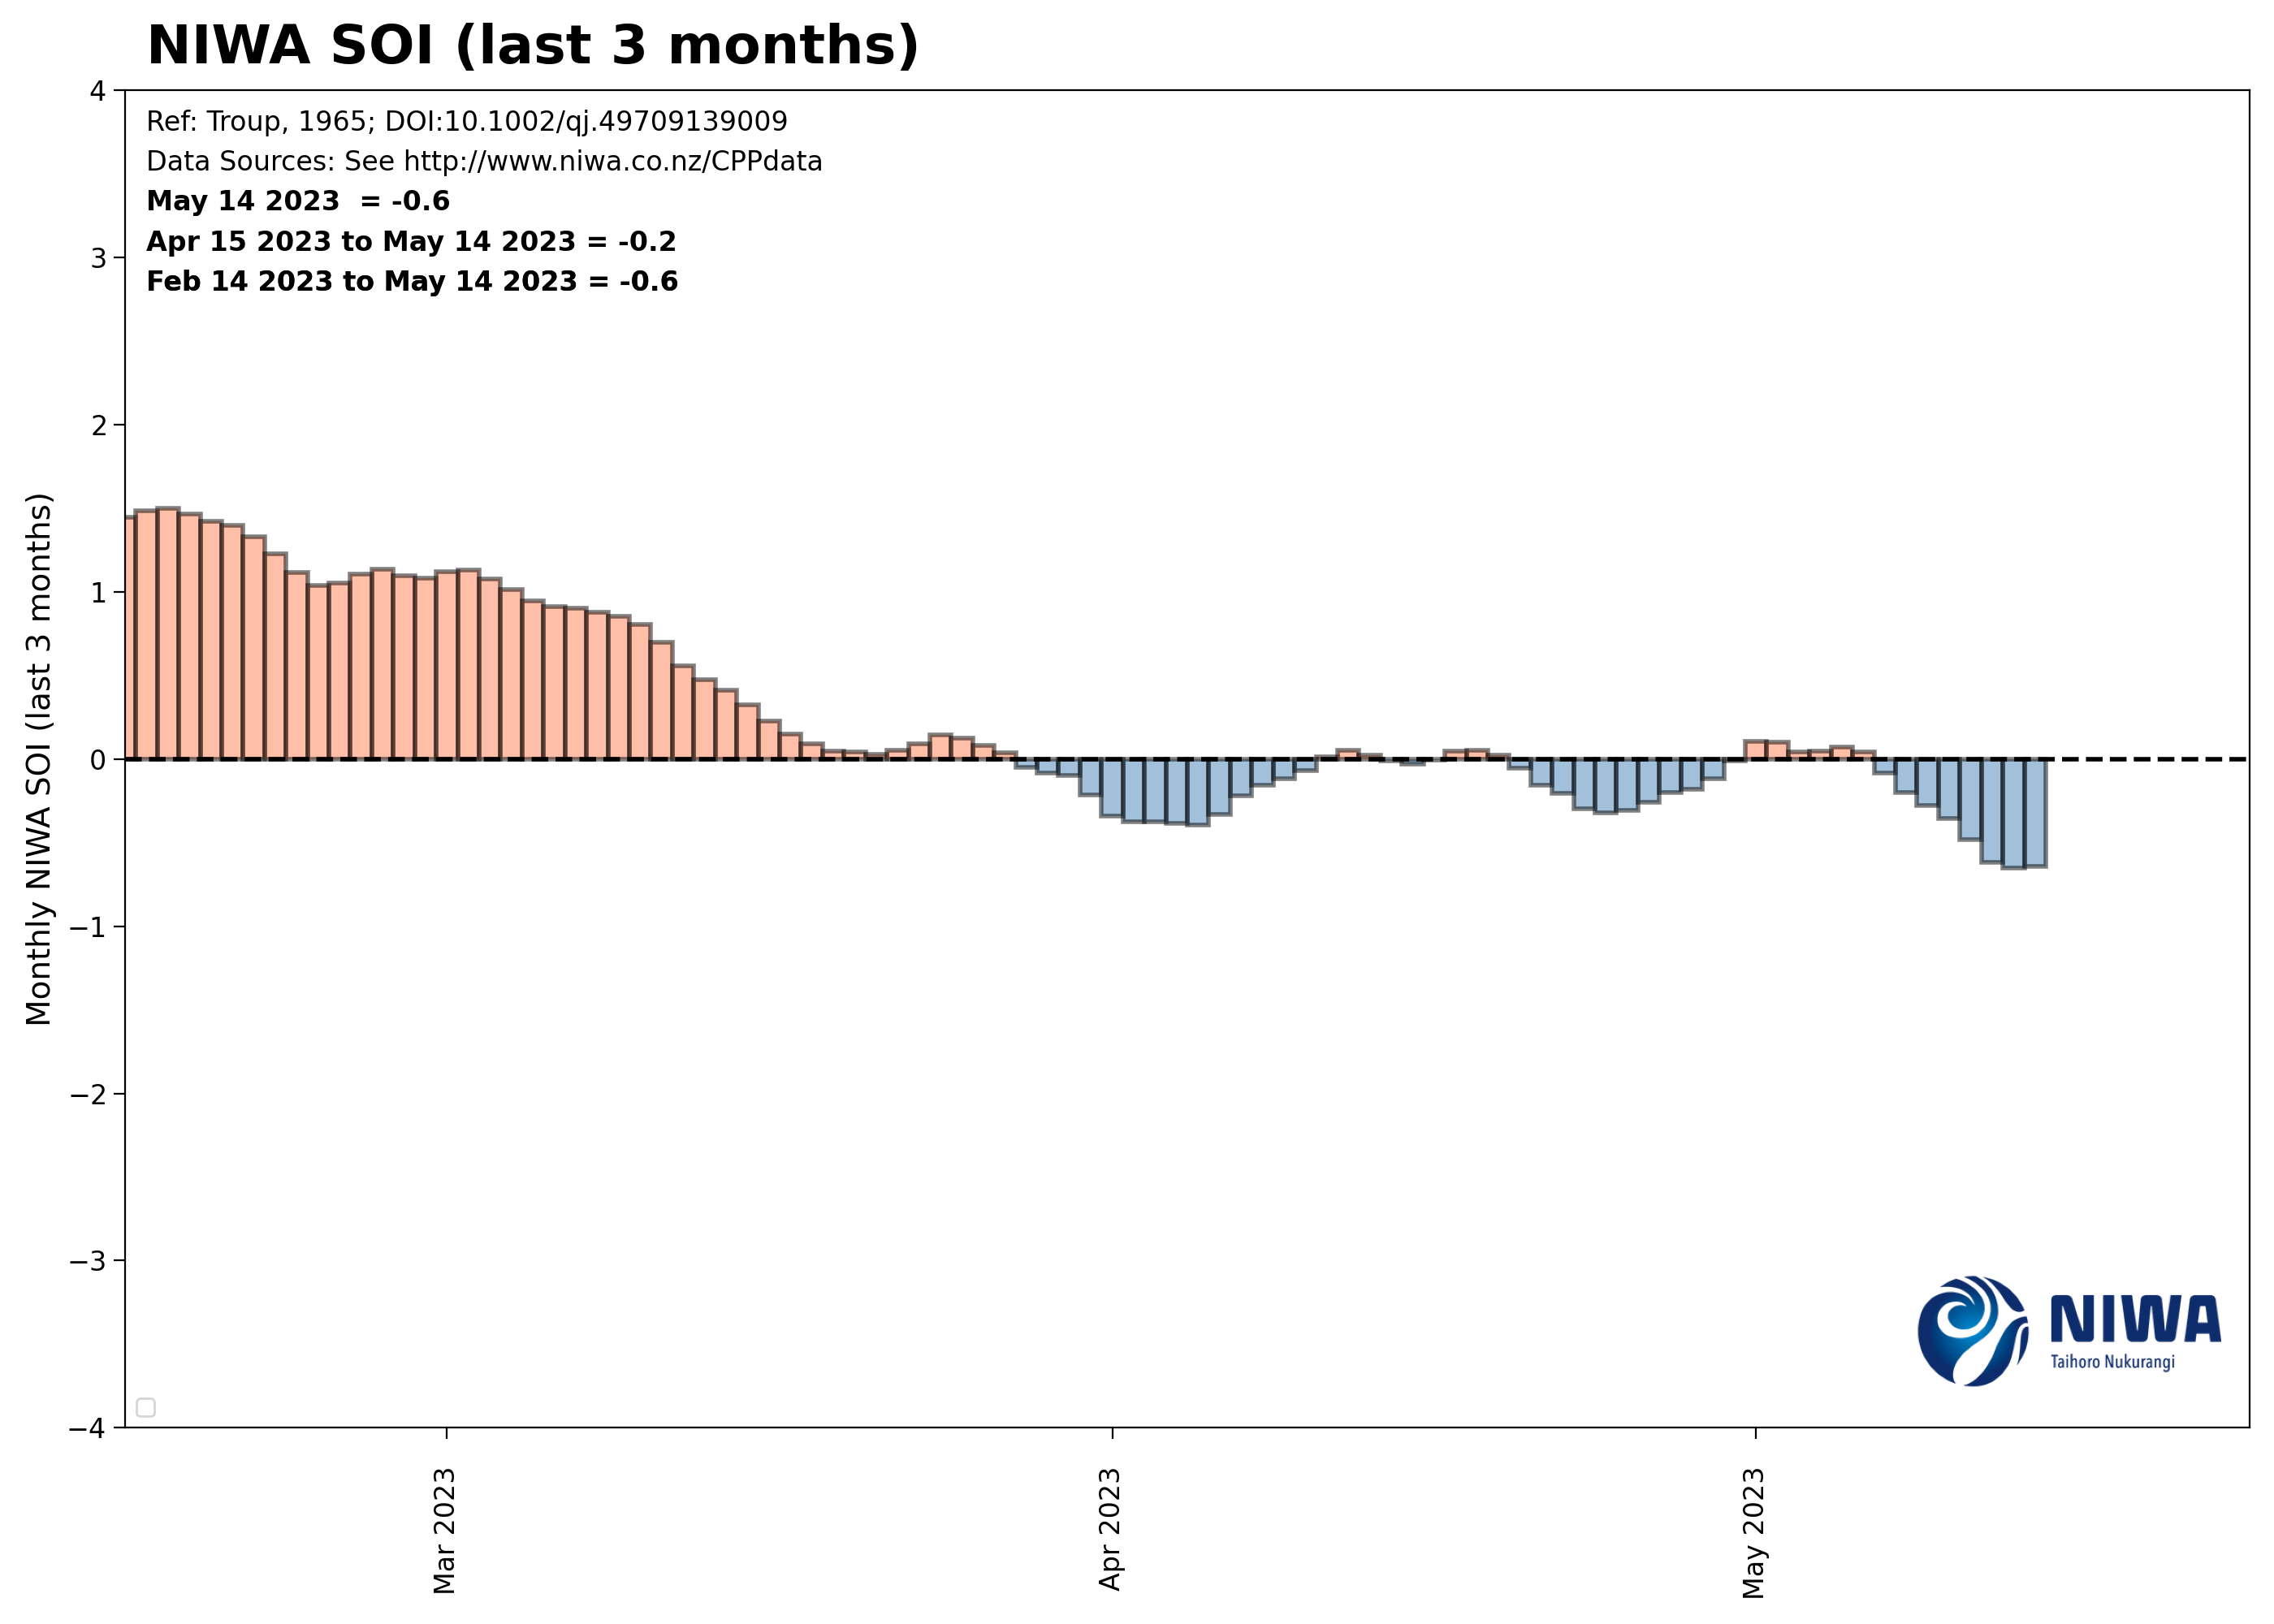 NIWA SOI (last 3 months)
Ref: Troup, 1965; DOI:10.1002/qj.49709139009
Data Sources: See http://www.niwa.co.nz/CPPdata
May 14 2023  = -0.6
Apr 15 2023 to May 14 2023 = -0.2
Feb 14 2023 to May 14 2023 = -0.6
Monthly NIWA SOI (last 3 months)
4
3
2
1
0
−1
−2
−3
−4
NIWA
Taihoro Nukurangi
Mar 2023
Apr 2023
May 2023